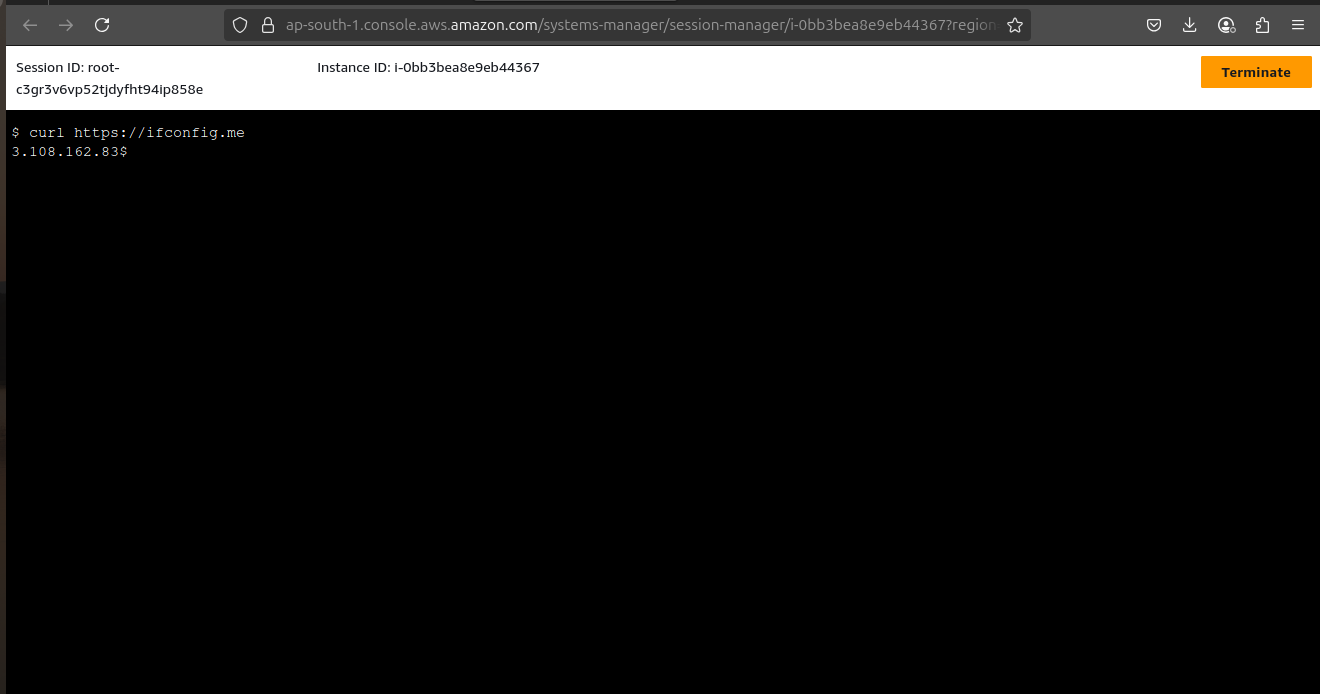 ap-south-1.console.aws.amazon.com/systems-manager/session-manager/i-0bb3bea8e9eb44367?region
Session ID: root-
c3gr3v6vp52tjdyfht94ip858e
Instance ID: i-0bb3bea8e9eb44367
Terminate
$ curl https://ifconfig.me
3.108.162.83$